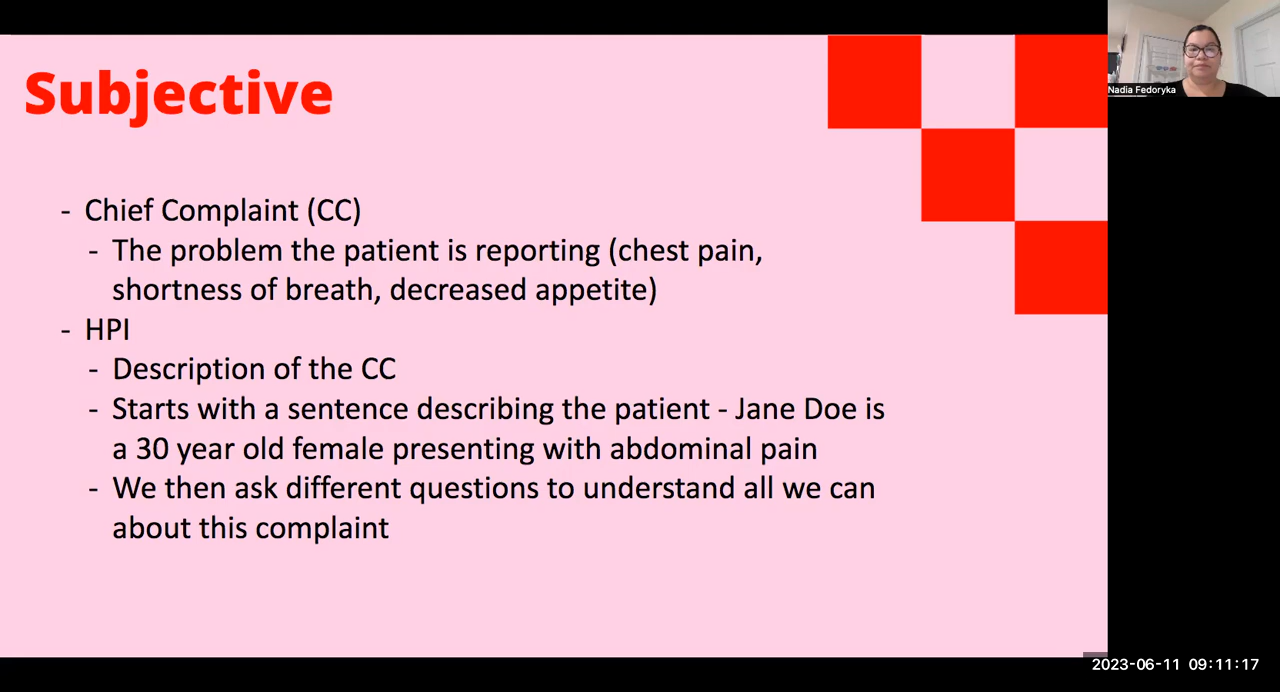 Subjective
- Chief Complaint (CC)
- The problem the patient is reporting (chest pain,
shortness of breath, decreased appetite)
- HPI
- Description of the CC
- Starts with a sentence describing the patient - Jane Doe is
a 30 year old female presenting with abdominal pain
- We then ask different questions to understand all we can
about this complaint
Nadia Fedoryka
2023-06-11 09:11:17